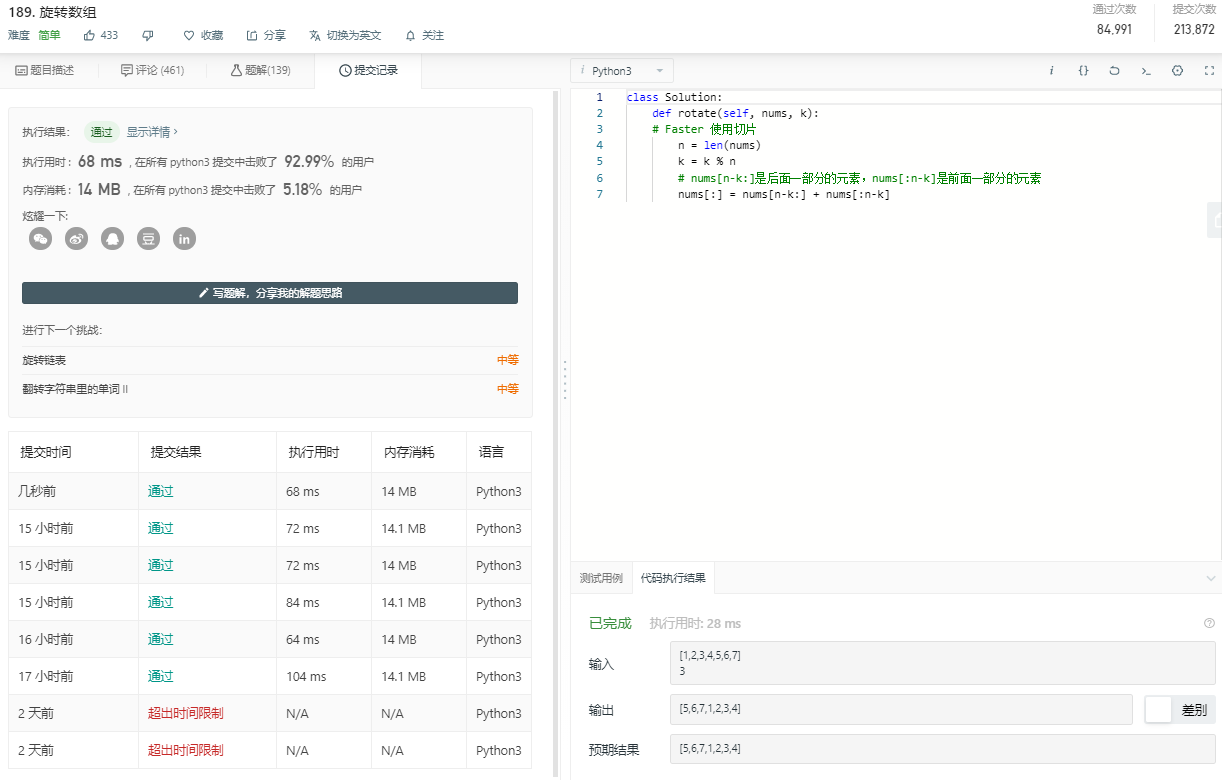 189. 旋转数组
通过次数 提交次数
84,991 213,872
难度 简单 433 收藏 分享 切换为英文 关注
题目描述 评论 (461) 题解(139) 提交记录
执行结果: 通过 显示详情 ›
执行用时 : 68 ms , 在所有 python3 提交中击败了 92.99% 的用户
内存消耗 : 14 MB , 在所有 python3 提交中击败了 5.18% 的用户
炫耀一下:
写题解, 分享我的解题思路
进行下一个挑战:
旋转链表 中等
翻转字符串里的单词 II 中等
提交时间 提交结果 执行用时 内存消耗 语言
几秒前 通过 68 ms 14 MB Python3
15 小时前 通过 72 ms 14.1 MB Python3
15 小时前 通过 72 ms 14 MB Python3
15 小时前 通过 84 ms 14.1 MB Python3
16 小时前 通过 64 ms 14 MB Python3
17 小时前 通过 104 ms 14.1 MB Python3
2 天前 超出时间限制 N/A N/A Python3
2 天前 超出时间限制 N/A N/A Python3
i Python3
1 class Solution:
2 def rotate(self, nums, k):
3 # Faster 使用切片
4 n = len(nums)
5 k = k % n
6 # nums[n-k:]是后面一部分的元素，nums[:n-k]是前面一部分的元素
7 nums[:] = nums[n-k:] + nums[:n-k]
测试用例 代码执行结果
已完成 执行用时: 28 ms
输入
[1,2,3,4,5,6,7]
3
输出 [5,6,7,1,2,3,4] 差别
预期结果 [5,6,7,1,2,3,4]